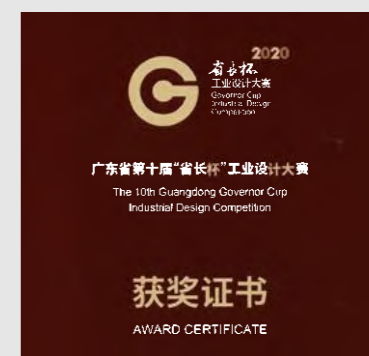 2020
省长杯
工业设计大赛
Governor Cup
Industrial Design
Competition
广东省第十届“省长杯”工业设计大赛
The 10th Guangdong Governor Cup
Industrial Design Competition
获奖证书
AWARD CERTIFICATE